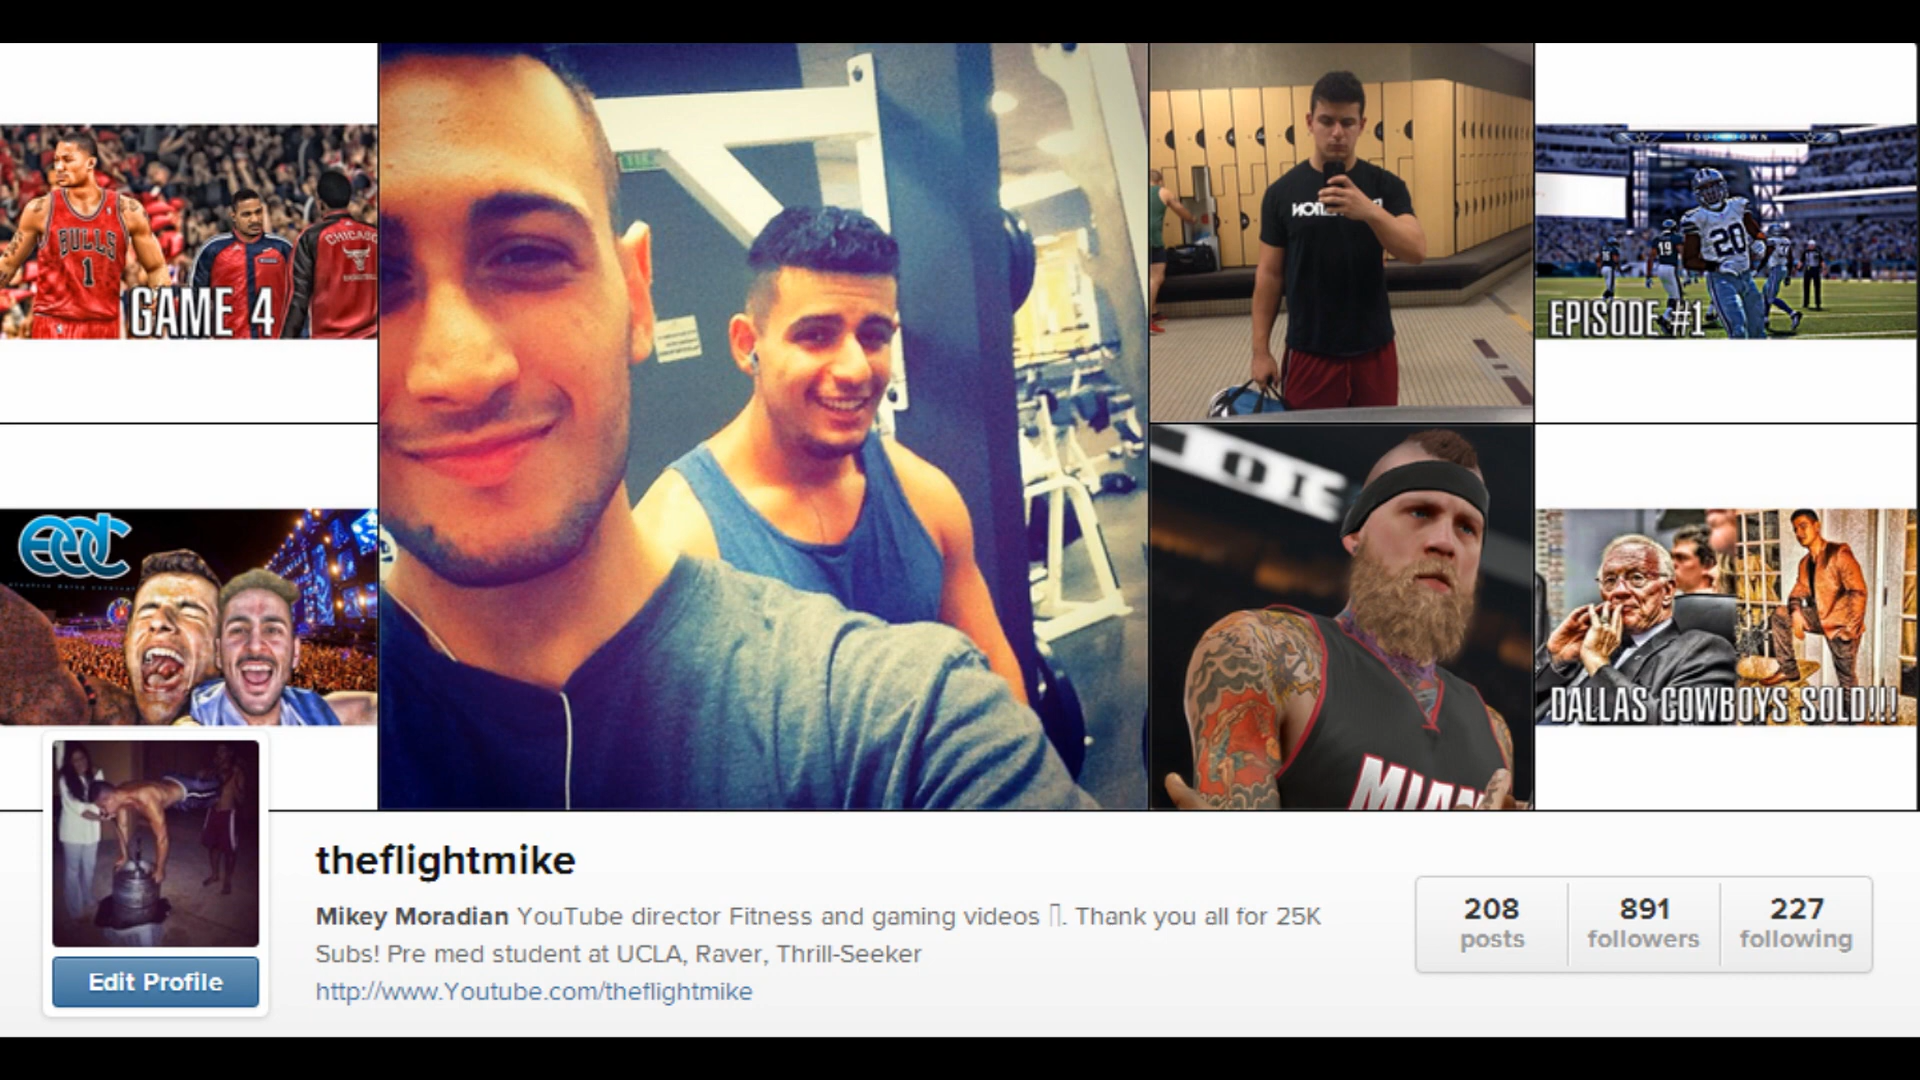 TOUCHDOWN
BULLS
1
CHICAGO
GAME 4
19
20
EPISODE #1
edc
MIAMI
DALLAS COWBOYS SOLD!!!
theflightmike
Mikey Moradian YouTube director Fitness and gaming videos . Thank you all for 25K
Subs! Pre med student at UCLA, Raver, Thrill-Seeker
http://www.Youtube.com/theflightmike
Edit Profile
208
posts
891
followers
227
following